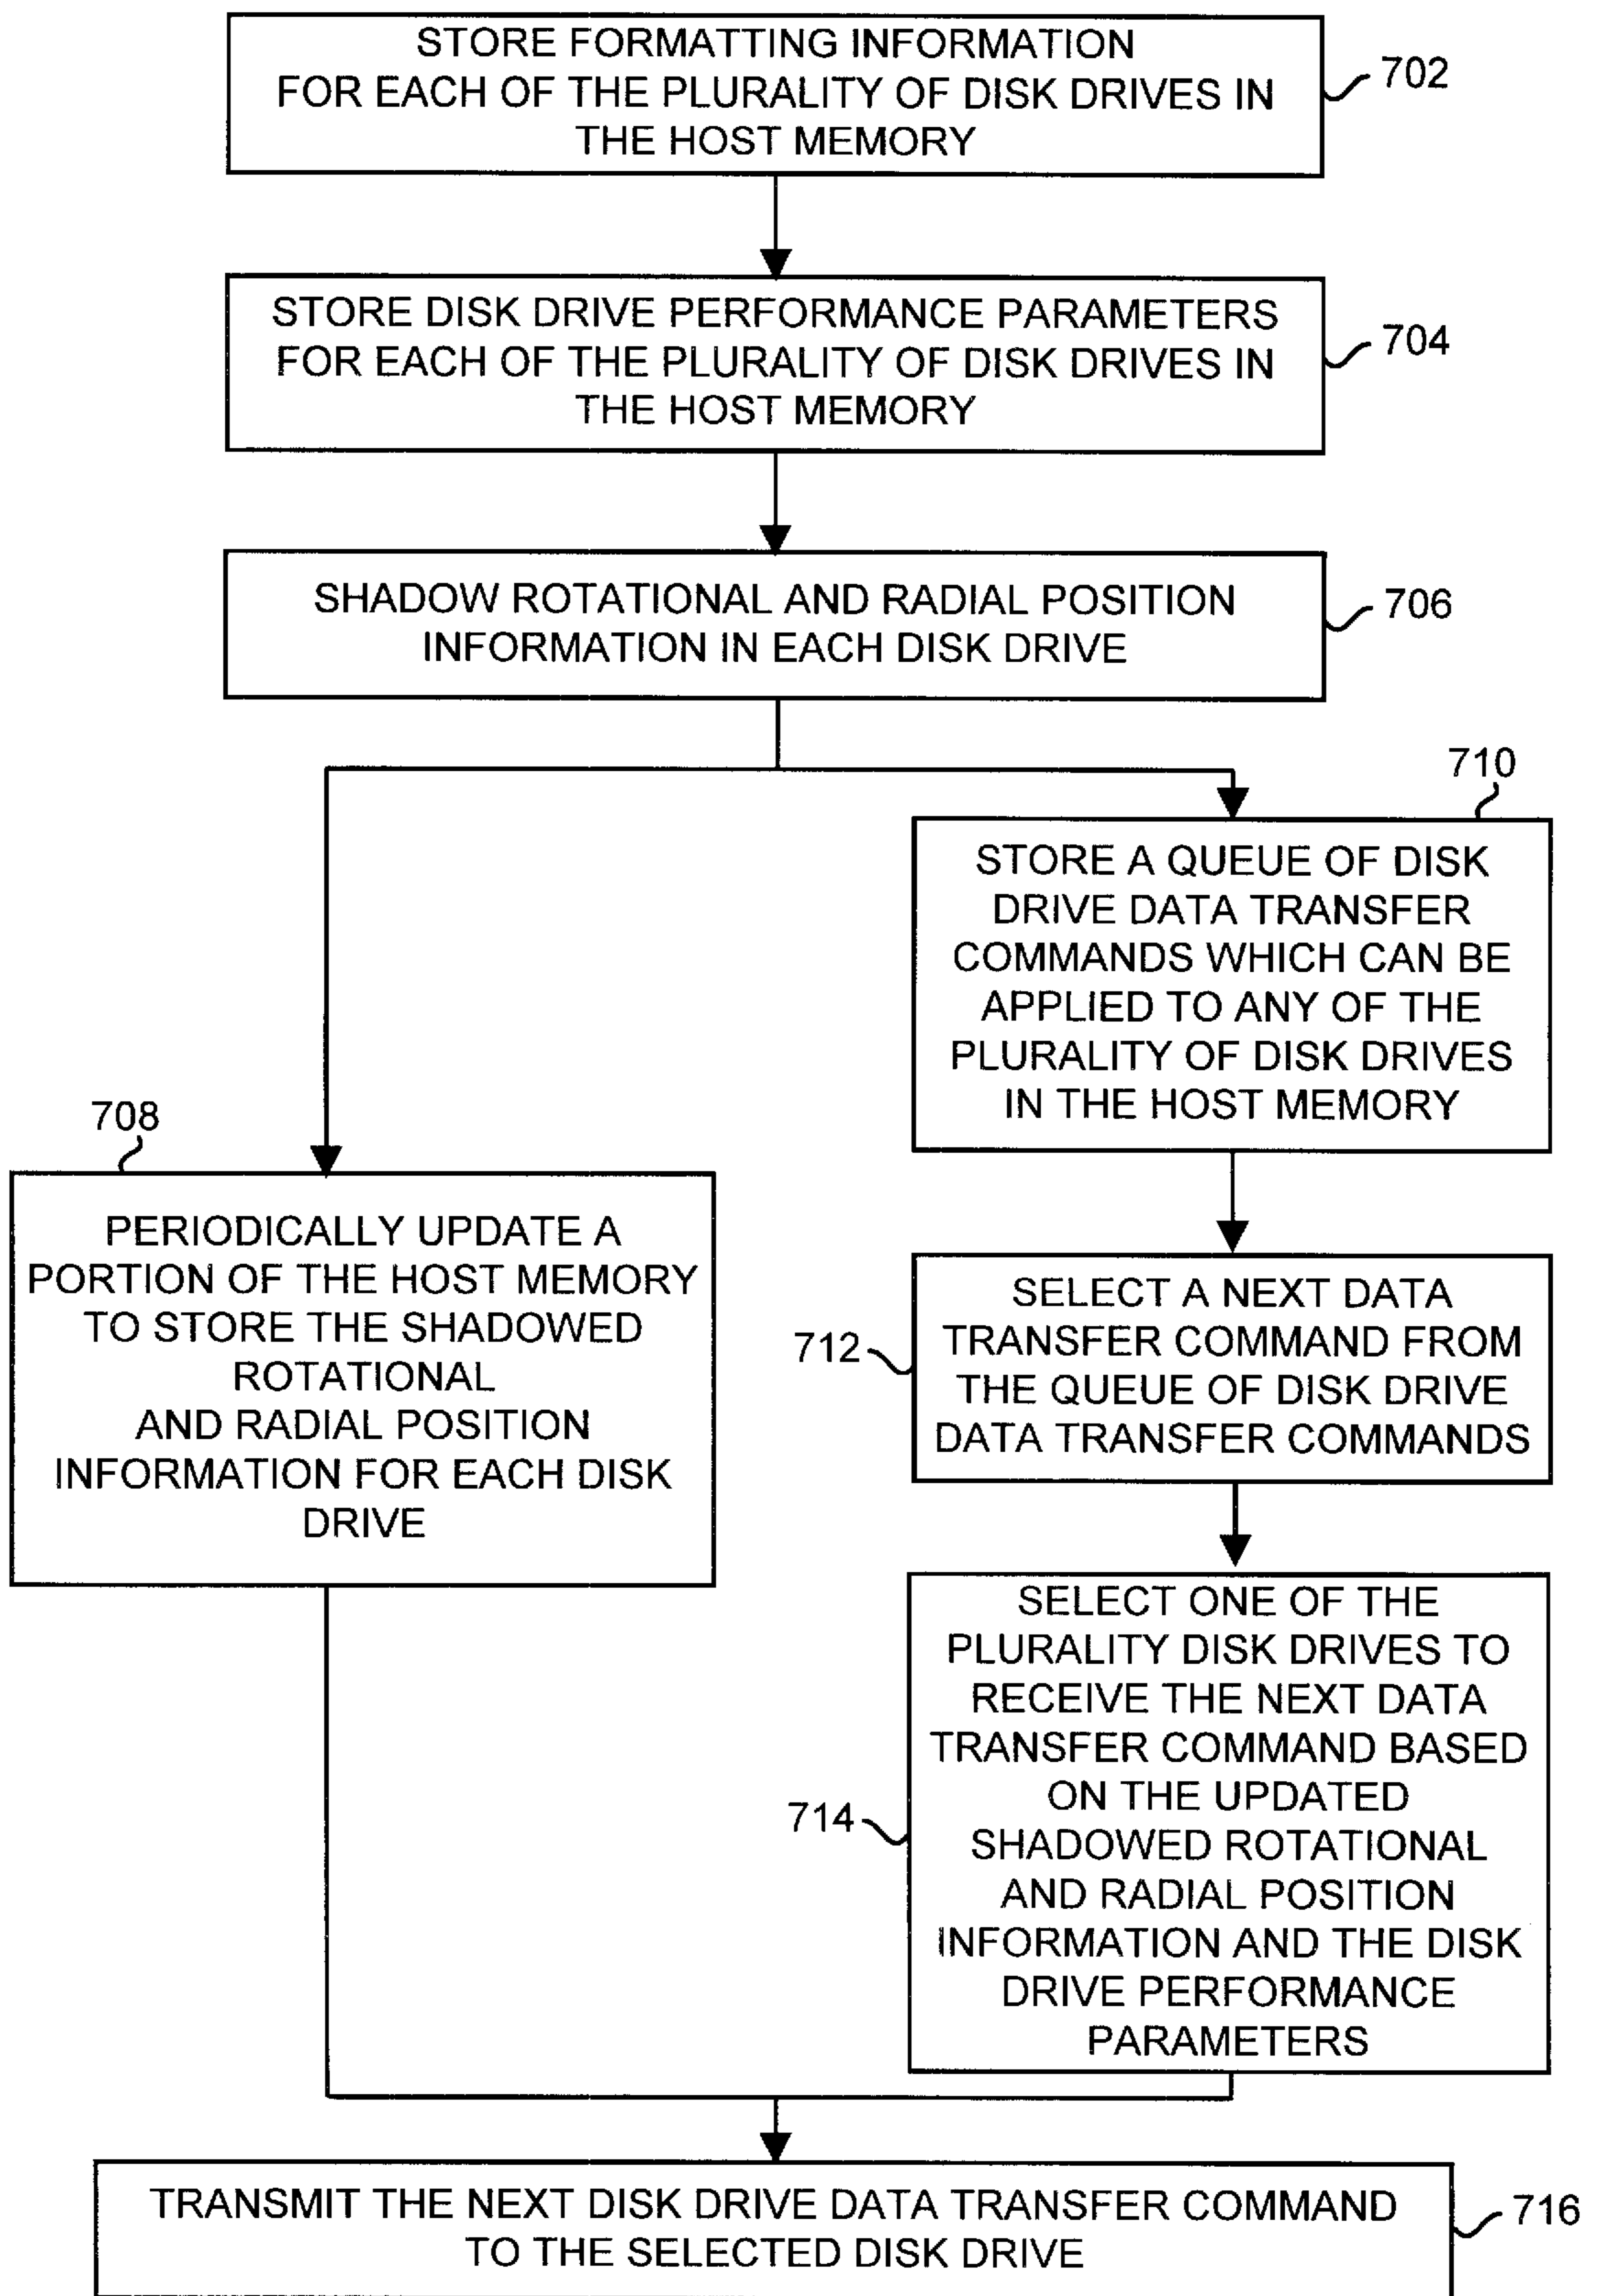 STORE FORMATTING INFORMATION
FOR EACH OF THE PLURALITY OF DISK DRIVES IN
THE HOST MEMORY
702
STORE DISK DRIVE PERFORMANCE PARAMETERS
FOR EACH OF THE PLURALITY OF DISK DRIVES IN
THE HOST MEMORY
704
SHADOW ROTATIONAL AND RADIAL POSITION
INFORMATION IN EACH DISK DRIVE
706
708
PERIODICALLY UPDATE A
PORTION OF THE HOST MEMORY
TO STORE THE SHADOWED
ROTATIONAL
AND RADIAL POSITION
INFORMATION FOR EACH DISK
DRIVE
710
STORE A QUEUE OF DISK
DRIVE DATA TRANSFER
COMMANDS WHICH CAN BE
APPLIED TO ANY OF THE
PLURALITY OF DISK DRIVES
IN THE HOST MEMORY
712
SELECT A NEXT DATA
TRANSFER COMMAND FROM
THE QUEUE OF DISK DRIVE
DATA TRANSFER COMMANDS
714
SELECT ONE OF THE
PLURALITY DISK DRIVES TO
RECEIVE THE NEXT DATA
TRANSFER COMMAND BASED
ON THE UPDATED
SHADOWED ROTATIONAL
AND RADIAL POSITION
INFORMATION AND THE DISK
DRIVE PERFORMANCE
PARAMETERS
TRANSMIT THE NEXT DISK DRIVE DATA TRANSFER COMMAND
TO THE SELECTED DISK DRIVE
716